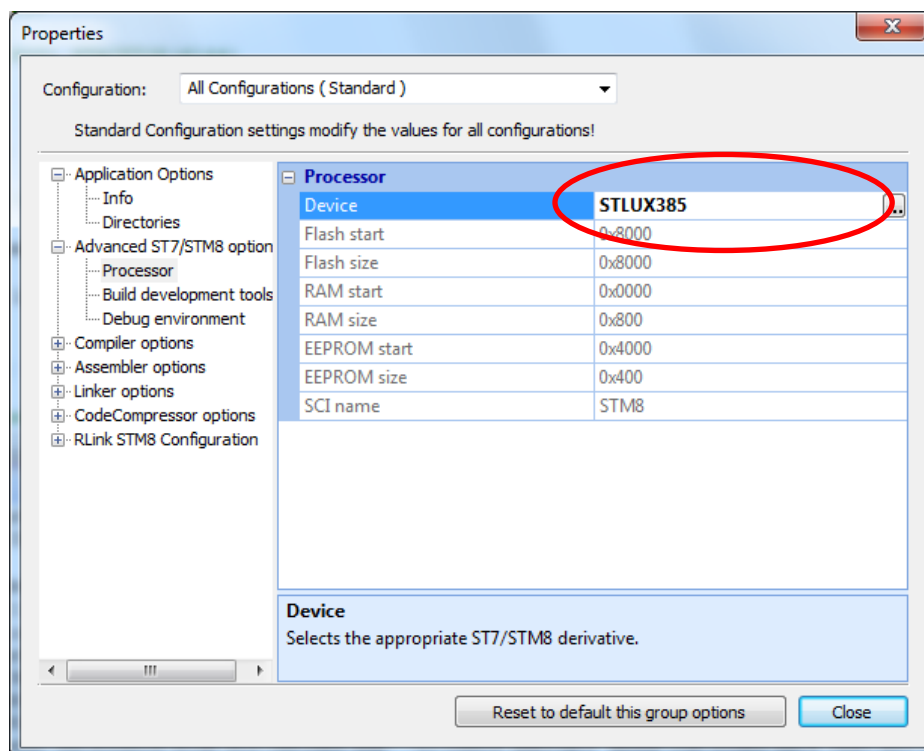 Properties
Configuration: All Configurations ( Standard )
Standard Configuration settings modify the values for all configurations!
Application Options
Info
Directories
Advanced ST7/STM8 option
Processor
Build development tools
Debug environment
Compiler options
Assembler options
Linker options
CodeCompressor options
RLink STM8 Configuration
Processor
Device STLUX385 ...
Flash start 0x8000
Flash size 0x8000
RAM start 0x0000
RAM size 0x800
EEPROM start 0x4000
EEPROM size 0x400
SCI name STM8
Device
Selects the appropriate ST7/STM8 derivative.
Reset to default this group options Close